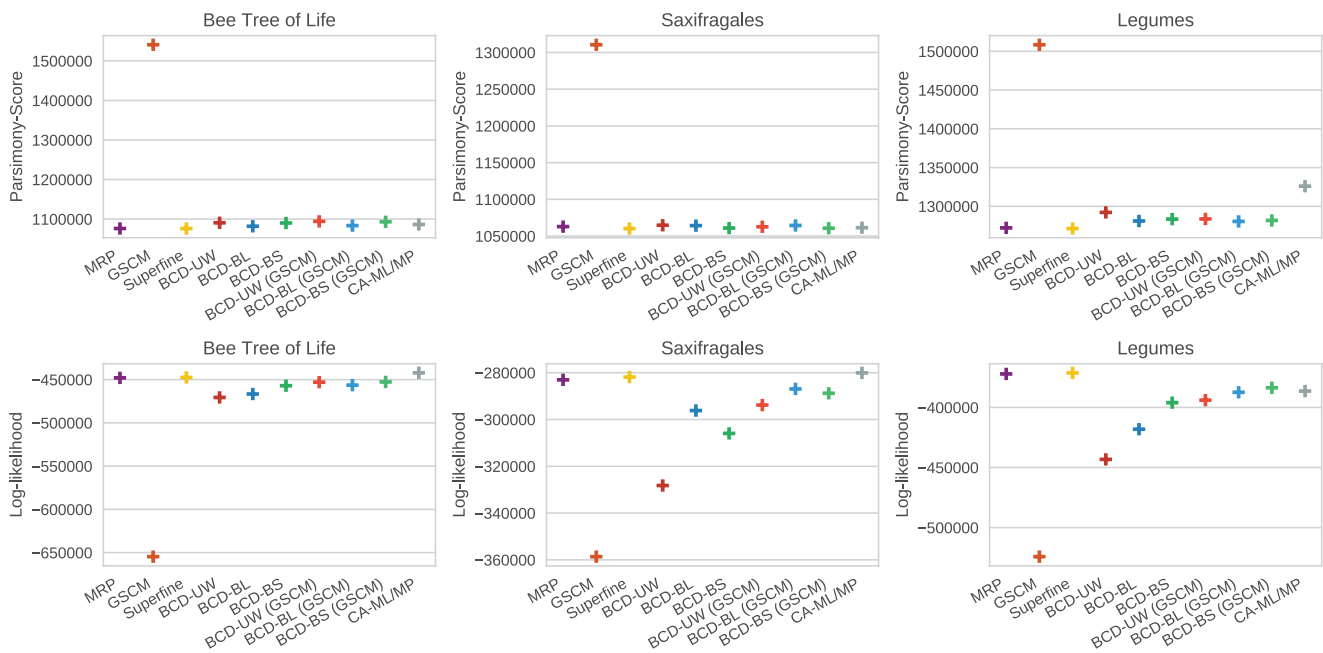 Bee Tree of Life
Saxifragales
Legumes
Parsimony-Score
1500000
1400000
1300000
1200000
1100000
MRP
GSCM
Superfine
BCD-UW
BCD-BL
BCD-BS
BCD-UW (GSCM)
BCD-BL (GSCM)
BCD-BS (GSCM)
CA-ML/MP
Parsimony-Score
1300000
1250000
1200000
1150000
1100000
1050000
MRP
GSCM
Superfine
BCD-UW
BCD-BL
BCD-BS
BCD-UW (GSCM)
BCD-BL (GSCM)
BCD-BS (GSCM)
CA-ML/MP
Parsimony-Score
1500000
1450000
1400000
1350000
1300000
MRP
GSCM
Superfine
BCD-UW
BCD-BL
BCD-BS
BCD-UW (GSCM)
BCD-BL (GSCM)
BCD-BS (GSCM)
CA-ML/MP
Bee Tree of Life
Saxifragales
Legumes
Log-likelihood
−450000
−500000
−550000
−600000
−650000
MRP
GSCM
Superfine
BCD-UW
BCD-BL
BCD-BS
BCD-UW (GSCM)
BCD-BL (GSCM)
BCD-BS (GSCM)
CA-ML/MP
Log-likelihood
−280000
−300000
−320000
−340000
−360000
MRP
GSCM
Superfine
BCD-UW
BCD-BL
BCD-BS
BCD-UW (GSCM)
BCD-BL (GSCM)
BCD-BS (GSCM)
CA-ML/MP
Log-likelihood
−400000
−450000
−500000
MRP
GSCM
Superfine
BCD-UW
BCD-BL
BCD-BS
BCD-UW (GSCM)
BCD-BL (GSCM)
BCD-BS (GSCM)
CA-ML/MP